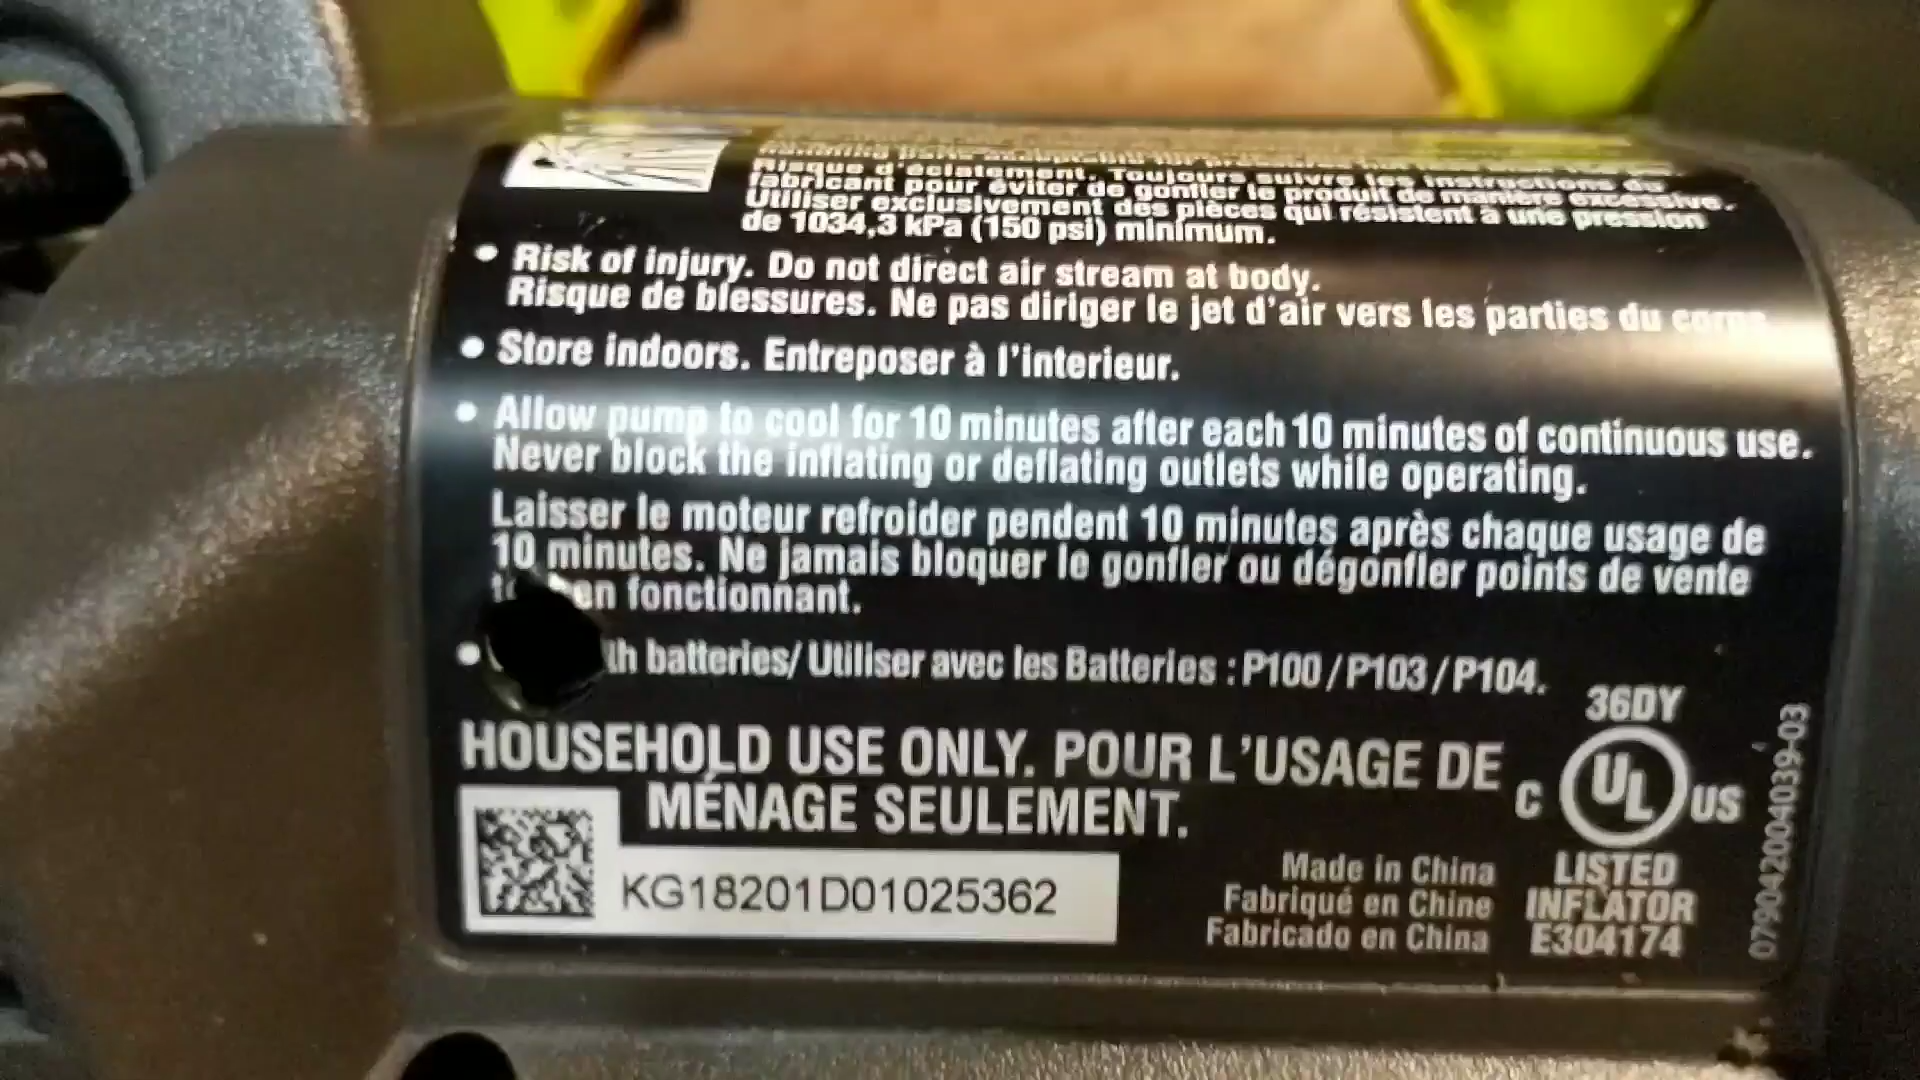 Risque d'éclatement. Toujours suivre les instructions du
fabricant pour éviter de gonfler le produit de manière excessive.
Utiliser exclusivement des pièces qui résistent à une pression
de 1034,3 kPa (150 psi) minimum.
• Risk of injury. Do not direct air stream at body.
Risque de blessures. Ne pas diriger le jet d'air vers les parties du corps.
• Store indoors. Entreposer à l'interieur.
• Allow pump to cool for 10 minutes after each 10 minutes of continuous use.
Never block the inflating or deflating outlets while operating.
Laisser le moteur refroider pendent 10 minutes après chaque usage de
10 minutes. Ne jamais bloquer le gonfler ou dégonfler points de vente
en fonctionnant.
• batteries/ Utiliser avec les Batteries : P100/P103/P104.
HOUSEHOLD USE ONLY. POUR L'USAGE DE
MÉNAGE SEULEMENT.
KG18201D01025362
Made in China
Fabriqué en Chine
Fabricado en China
36DY
C UL US
LISTED
INFLATOR
E304174
079042004039-03